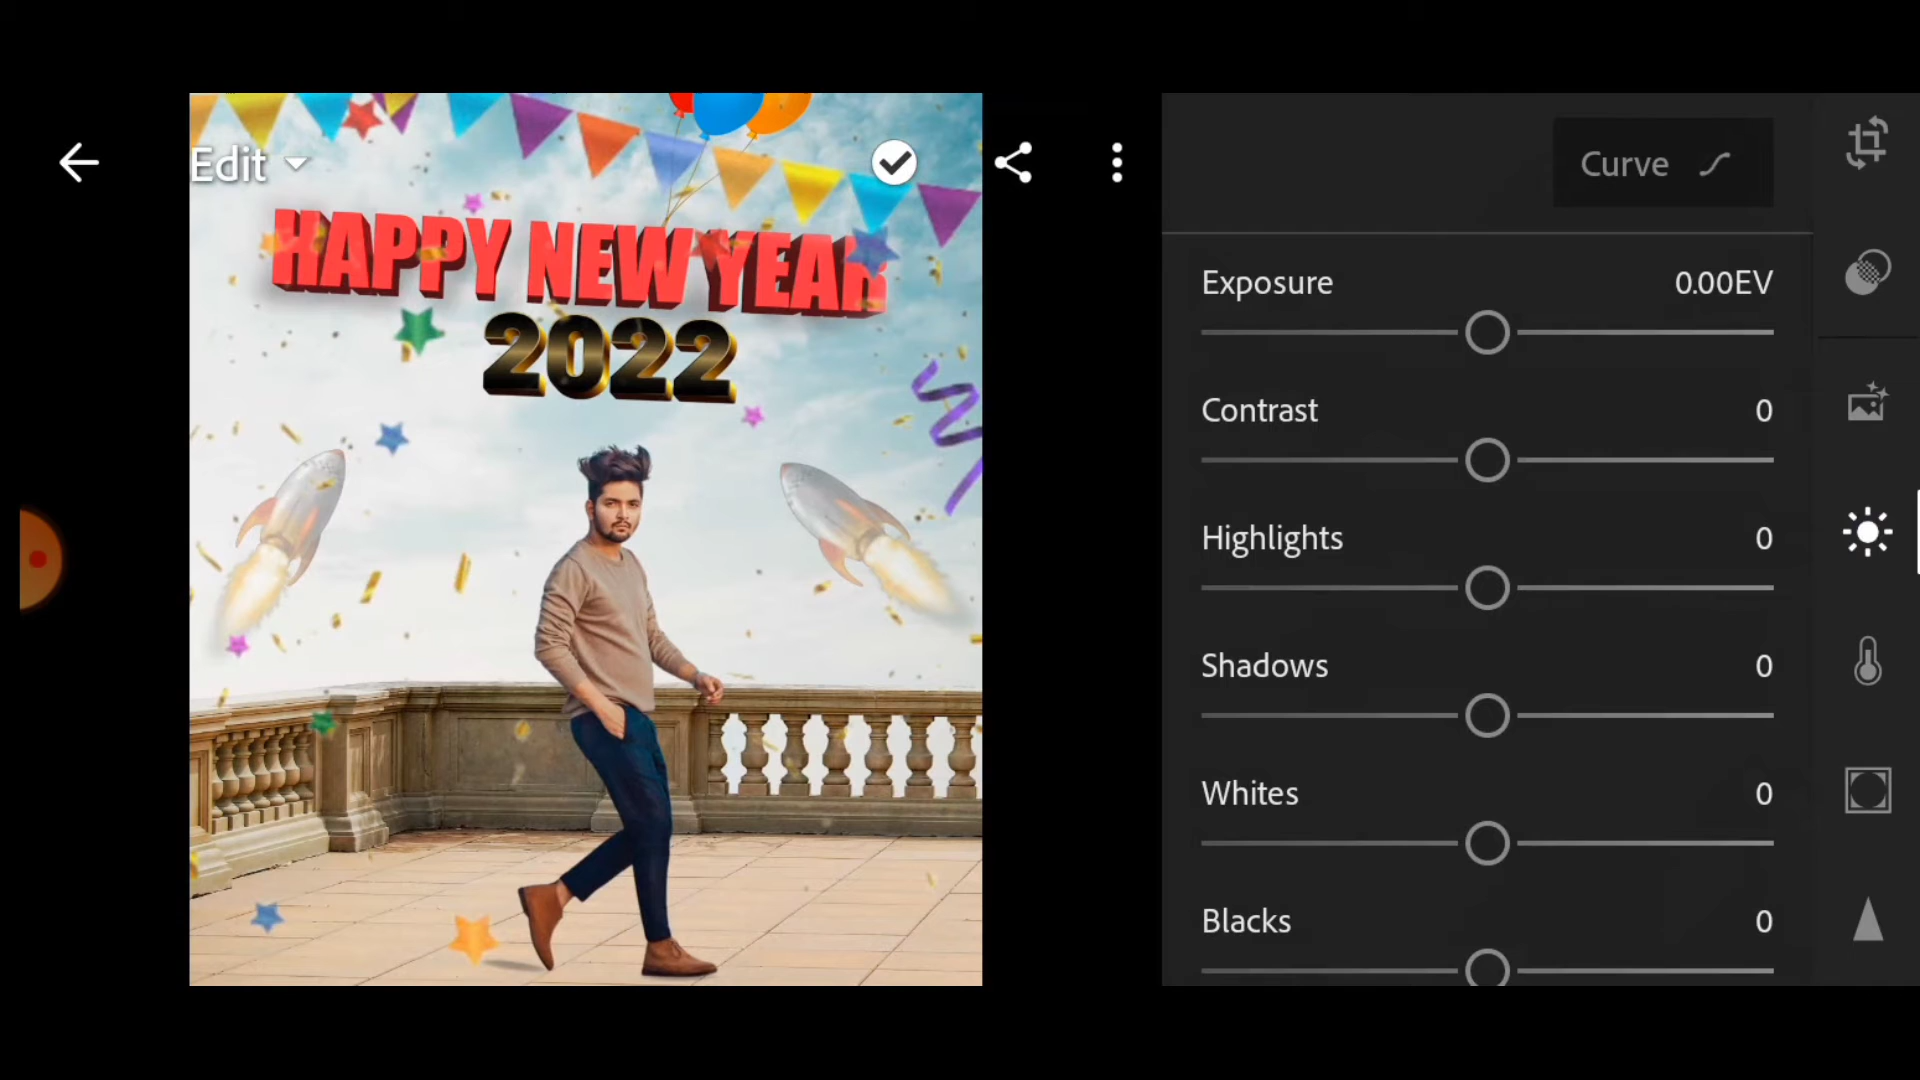 Edit
Curve
HAPPY NEW YEAR
2022
Exposure 0.00EV
Contrast 0
Highlights 0
Shadows 0
Whites 0
Blacks 0